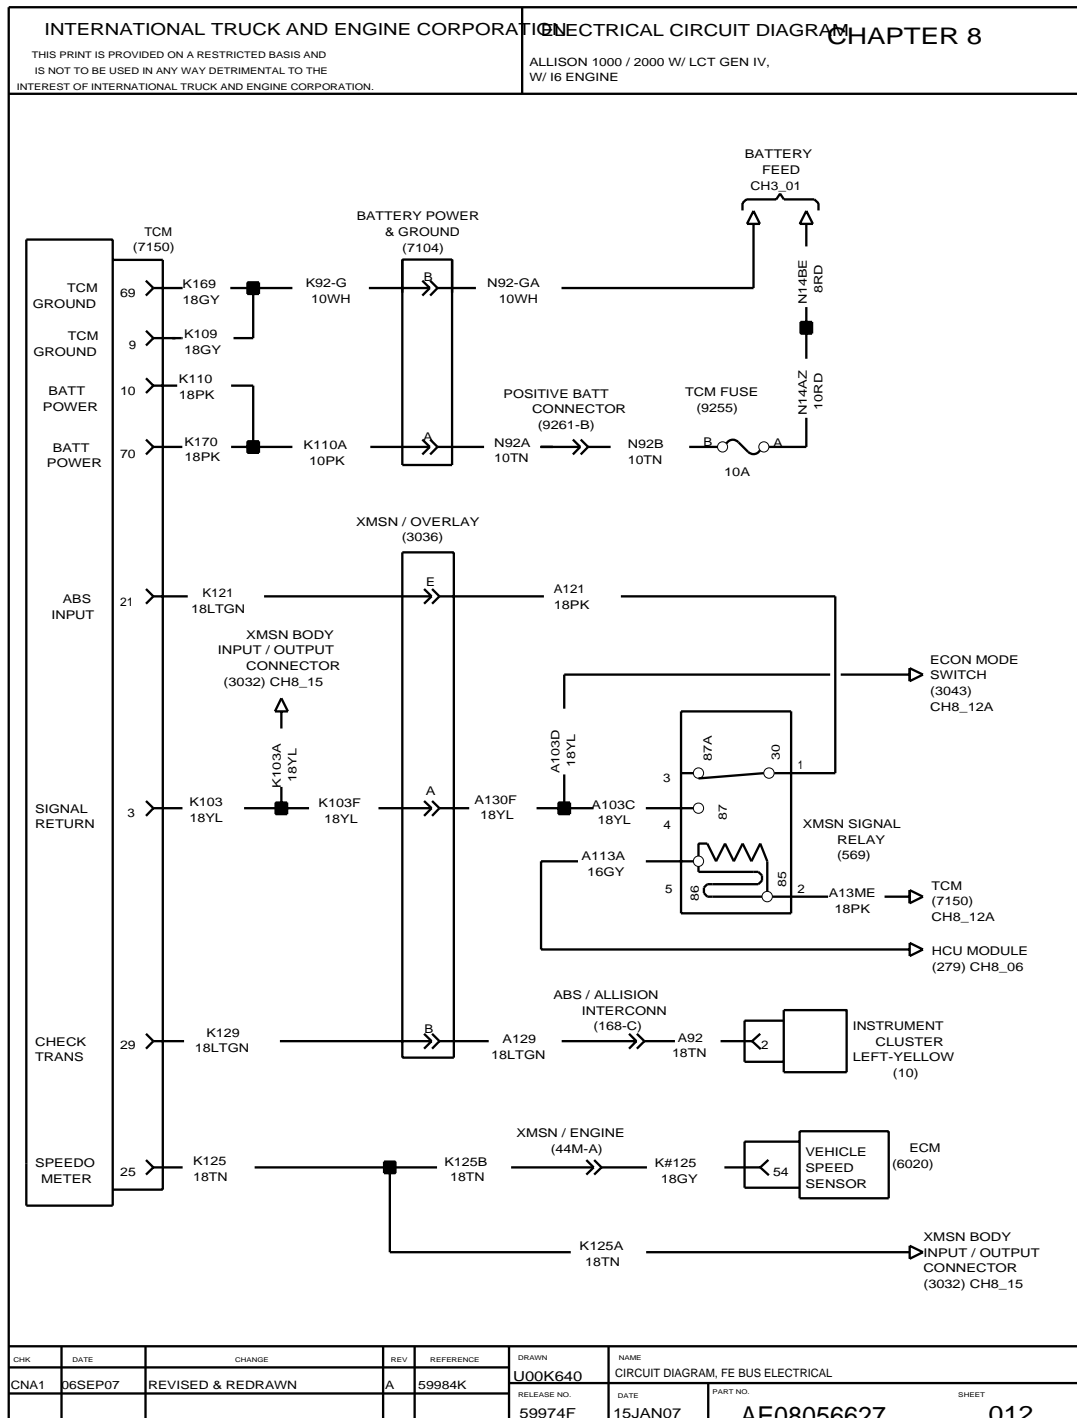 INTERNATIONAL TRUCK AND ENGINE CORPORATION
THIS PRINT IS PROVIDED ON A RESTRICTED BASIS AND
IS NOT TO BE USED IN ANY WAY DETRIMENTAL TO THE
INTEREST OF INTERNATIONAL TRUCK AND ENGINE CORPORATION.
ELECTRICAL CIRCUIT DIAGRAM
CHAPTER 8
ALLISON 1000 / 2000 W/ LCT GEN IV,
W/ I6 ENGINE
BATTERY
FEED
CH3_01
TCM
(7150)
BATTERY POWER
& GROUND
(7104)
TCM
GROUND
69
K169
18GY
K92-G
10WH
B
N92-GA
10WH
N14BE
8RD
TCM
GROUND
9
K109
18GY
BATT
POWER
10
K110
18PK
POSITIVE BATT
CONNECTOR
(9261-B)
TCM FUSE
(9255)
N14AZ
10RD
BATT
POWER
70
K170
18PK
K110A
10PK
A
N92A
10TN
N92B
10TN
B
A
10A
XMSN / OVERLAY
(3036)
ABS
INPUT
21
K121
18LTGN
E
A121
18PK
XMSN BODY
INPUT / OUTPUT
CONNECTOR
(3032) CH8_15
ECON MODE
SWITCH
(3043)
CH8_12A
K103A
18YL
A103D
18YL
87A
30
3
1
SIGNAL
RETURN
3
K103
18YL
K103F
18YL
A
A130F
18YL
A103C
18YL
4
87
XMSN SIGNAL
RELAY
(569)
A113A
16GY
5
86
85
2
A13ME
18PK
TCM
(7150)
CH8_12A
HCU MODULE
(279) CH8_06
ABS / ALLISION
INTERCONN
(168-C)
CHECK
TRANS
29
K129
18LTGN
B
A129
18LTGN
A92
18TN
2
INSTRUMENT
CLUSTER
LEFT-YELLOW
(10)
XMSN / ENGINE
(44M-A)
SPEEDO
METER
25
K125
18TN
K125B
18TN
K#125
18GY
54
VEHICLE
SPEED
SENSOR
ECM
(6020)
K125A
18TN
XMSN BODY
INPUT / OUTPUT
CONNECTOR
(3032) CH8_15
CHK DATE CHANGE REV REFERENCE
CNA1 06SEP07 REVISED & REDRAWN A 59984K
DRAWN
U00K640
NAME
CIRCUIT DIAGRAM, FE BUS ELECTRICAL
RELEASE NO.
59974F
DATE
15JAN07
PART NO.
AE08056627
SHEET
012